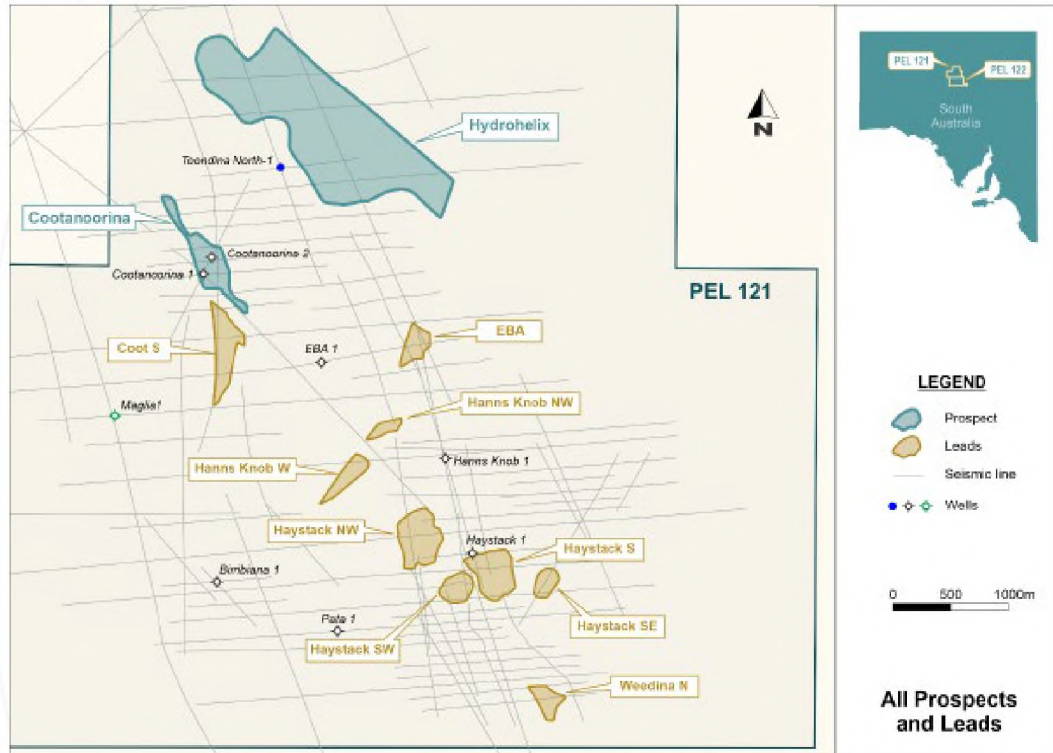 Hydrohelix
Toondina North-1
Cootanoorina
Cootanoorina 2
Cootanoorina 1
PEL 121
Coot S
EBA 1
EBA
Maglia1
Hanns Knob NW
Hanns Knob W
Hanns Knob 1
Haystack NW
Haystack 1
Haystack S
Birribiana 1
Pata 1
Haystack SW
Haystack SE
Weedina N
N
PEL 121
PEL 122
South
Australia
LEGEND
Prospect
Leads
Seismic line
Wells
0 500 1000m
All Prospects
and Leads